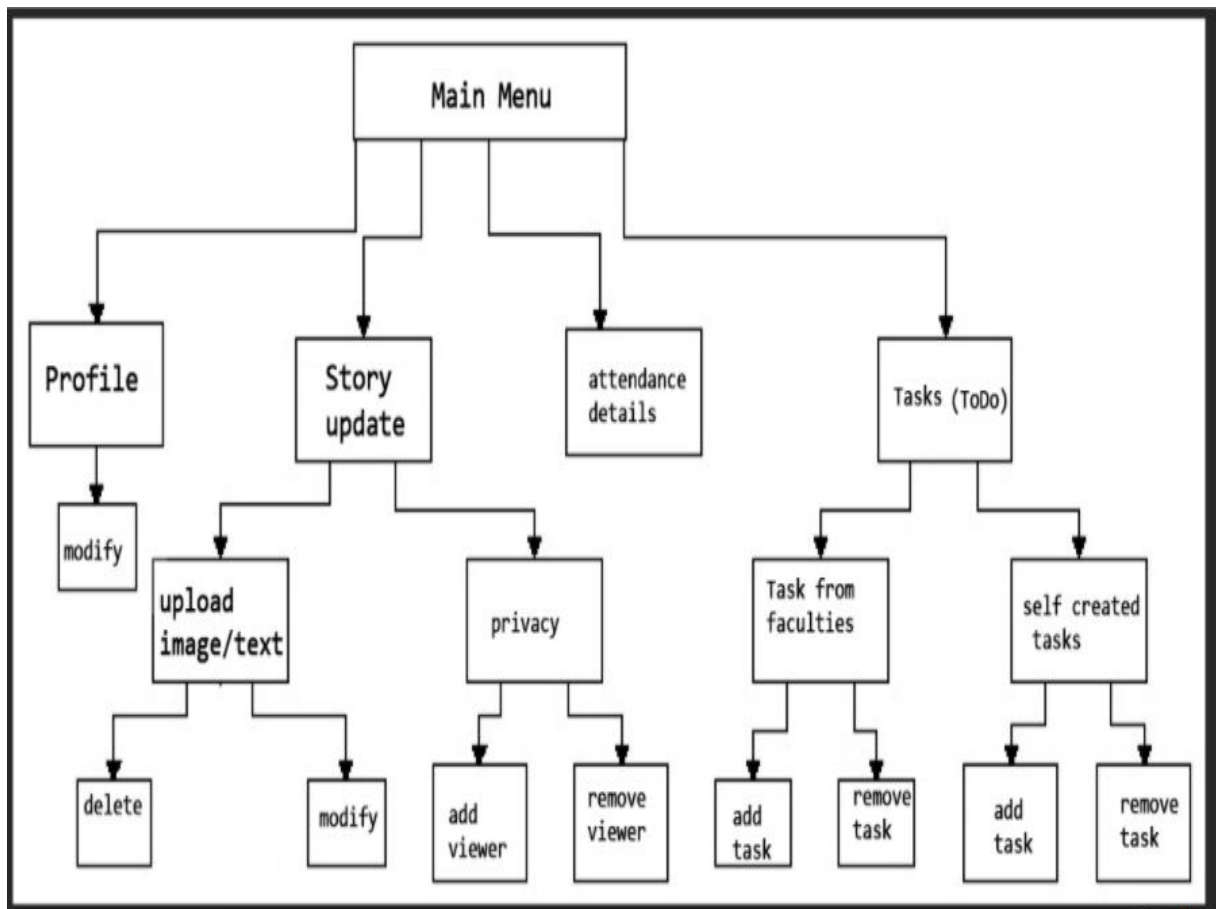 Main Menu
Profile
Story
update
attendance
details
Tasks (ToDo)
modify
upload
image/text
privacy
Task from
faculties
self created
tasks
delete
modify
add
viewer
remove
viewer
add
task
remove
task
add
task
remove
task